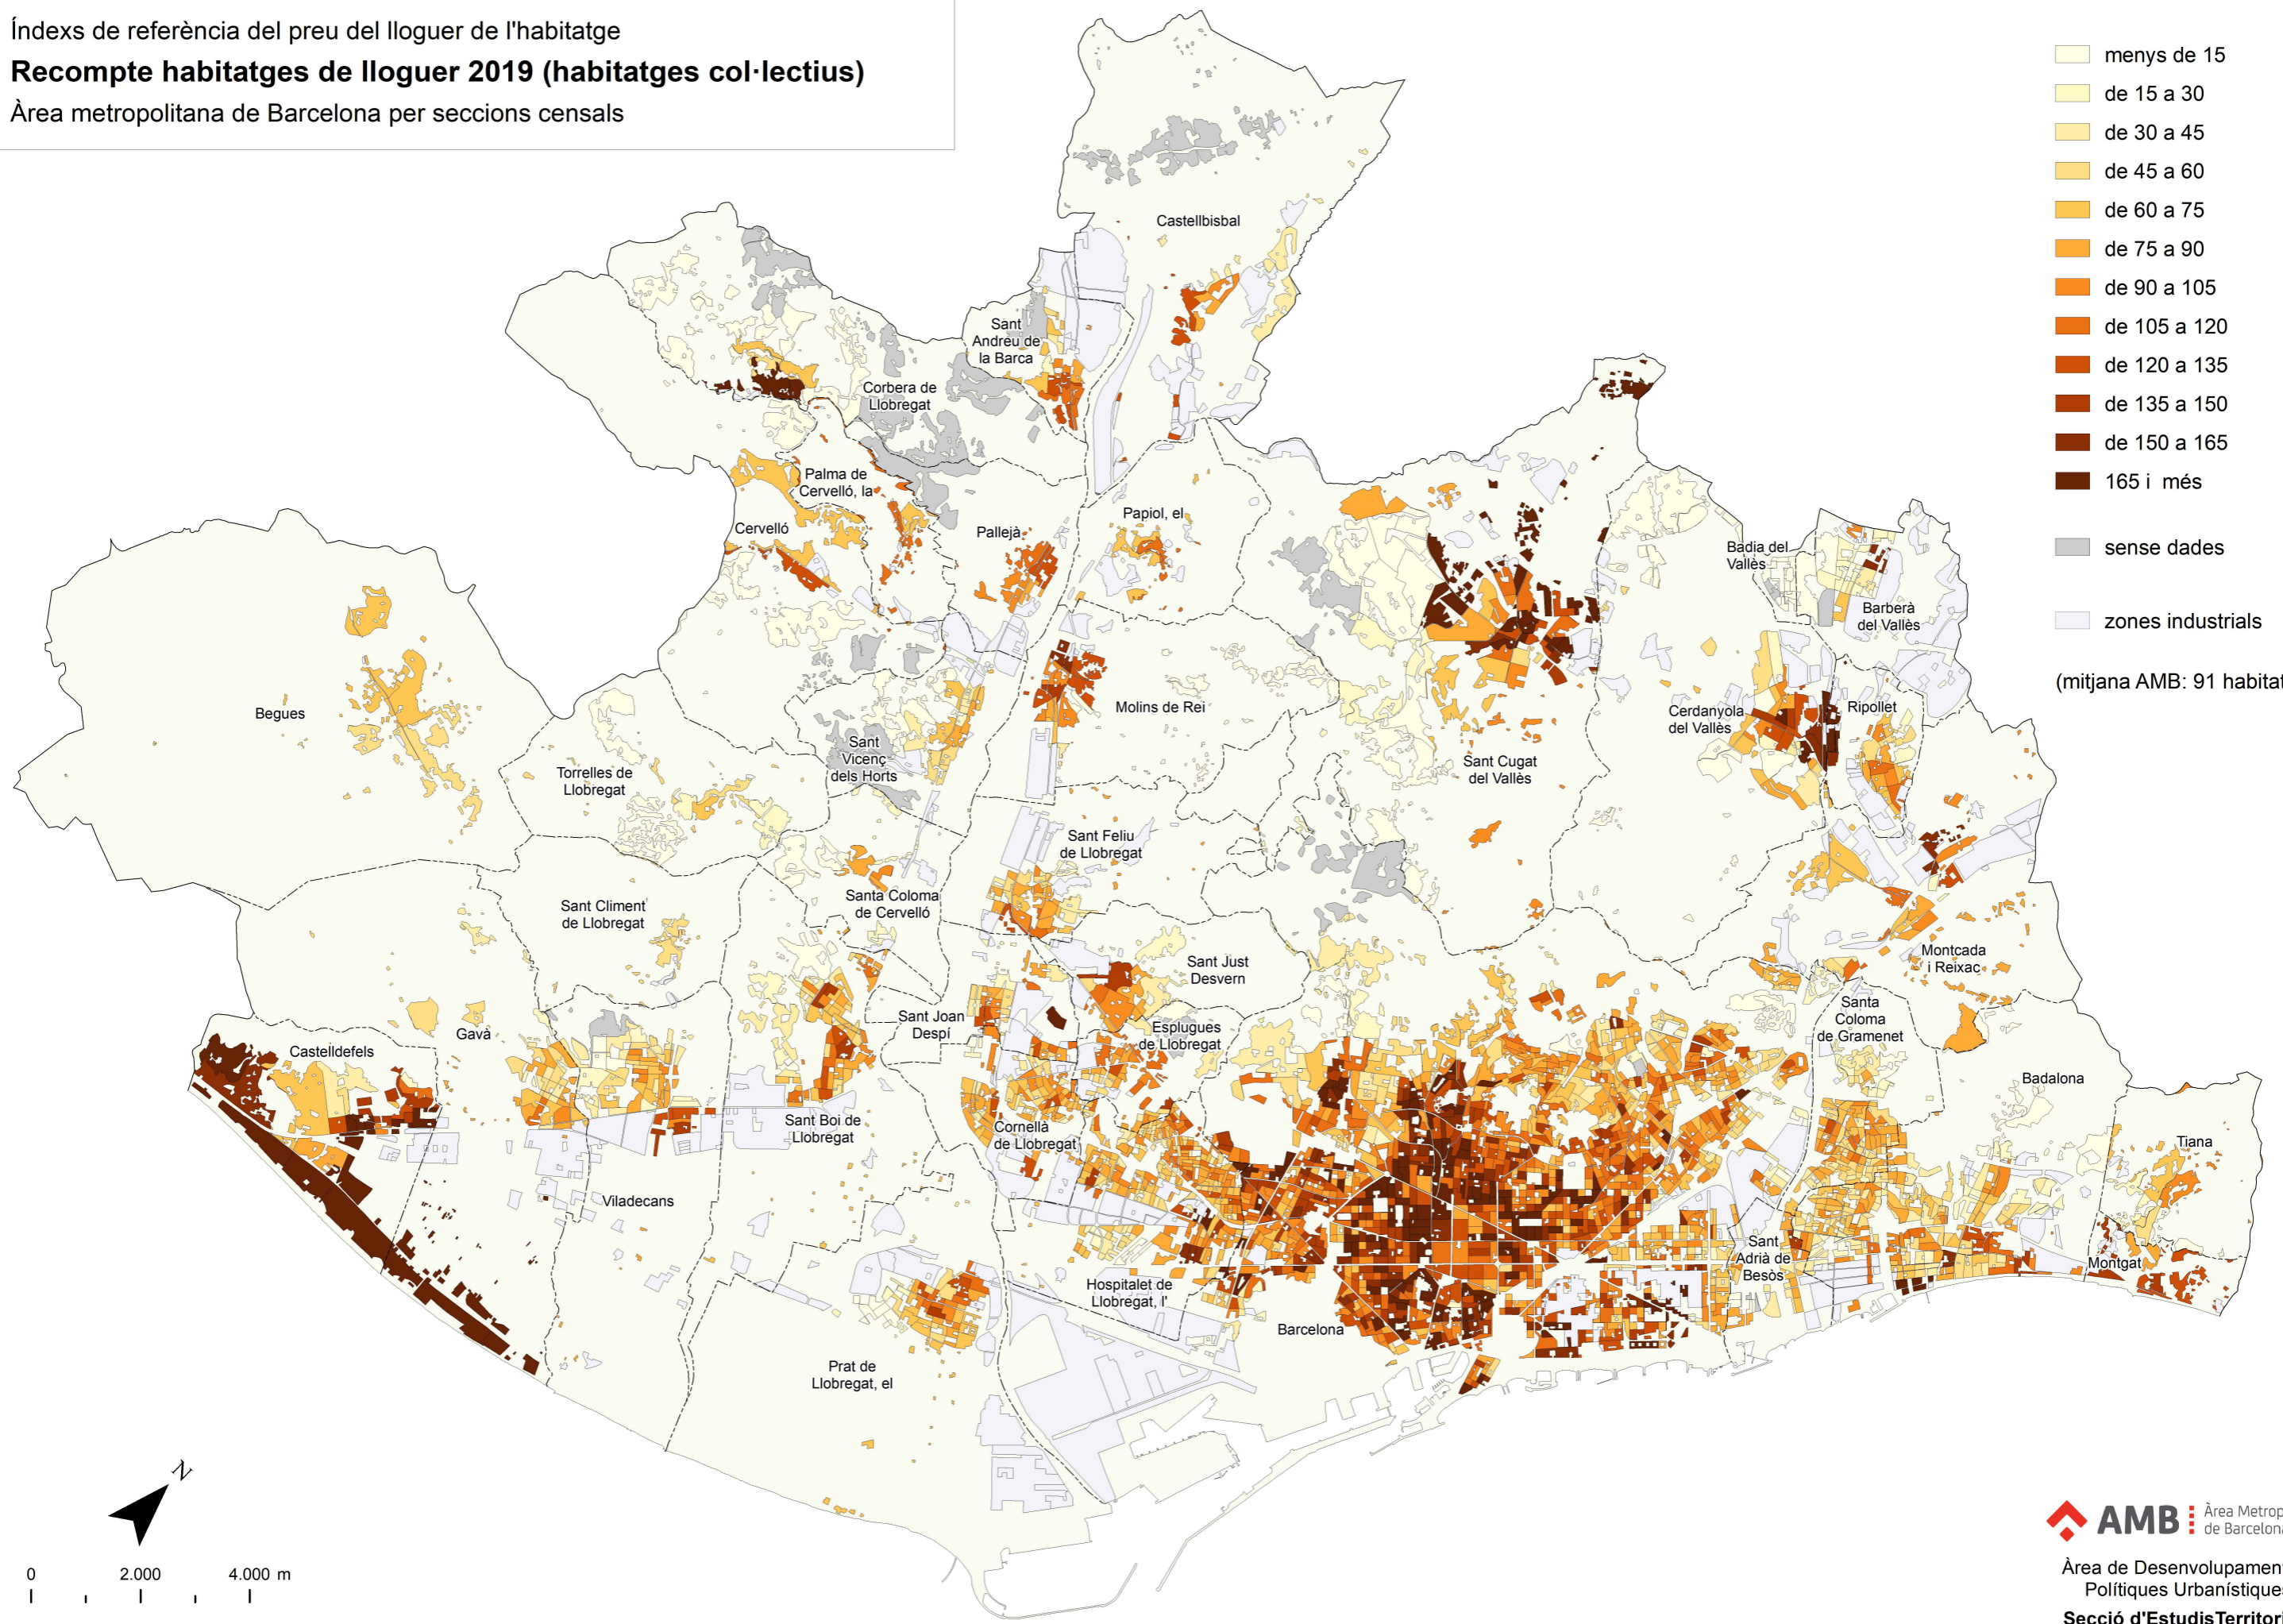 Índexs de referència del preu del lloguer de l'habitatge
Recompte habitatges de lloguer 2019 (habitatges col·lectius)
Àrea metropolitana de Barcelona per seccions censals
menys de 15
de 15 a 30
de 30 a 45
de 45 a 60
de 60 a 75
de 75 a 90
de 90 a 105
de 105 a 120
de 120 a 135
de 135 a 150
de 150 a 165
165 i més
sense dades
zones industrials
(mitjana AMB: 91 habitat
Castellbisbal
Sant
Andreu de
la Barca
Corbera de
Llobregat
Palma de
Cervelló, la
Cervelló
Pallejà
Papiol, el
Badia del
Vallès
Barberà
del Vallès
Begues
Molins de Rei
Cerdanyola
del Vallès
Ripollet
Sant
Vicenç
dels Horts
Torrelles de
Llobregat
Sant Cugat
del Vallès
Sant Feliu
de Llobregat
Santa Coloma
de Cervelló
Sant Climent
de Llobregat
Sant Just
Desvern
Montcada
i Reixac
Santa
Coloma
de Gramenet
Sant Joan
Despí
Esplugues
de Llobregat
Gavà
Castelldefels
Badalona
Sant Boi de
Llobregat
Cornellà
de Llobregat
Tiana
Viladecans
Sant
Adrià de
Besòs
Montgat
Hospitalet de
Llobregat, l'
Barcelona
Prat de
Llobregat, el
N
0 2.000 4.000 m
AMB
Àrea Metrop
de Barcelona
Àrea de Desenvolupament
Polítiques Urbanístiques
Secció d'EstudisTerritori